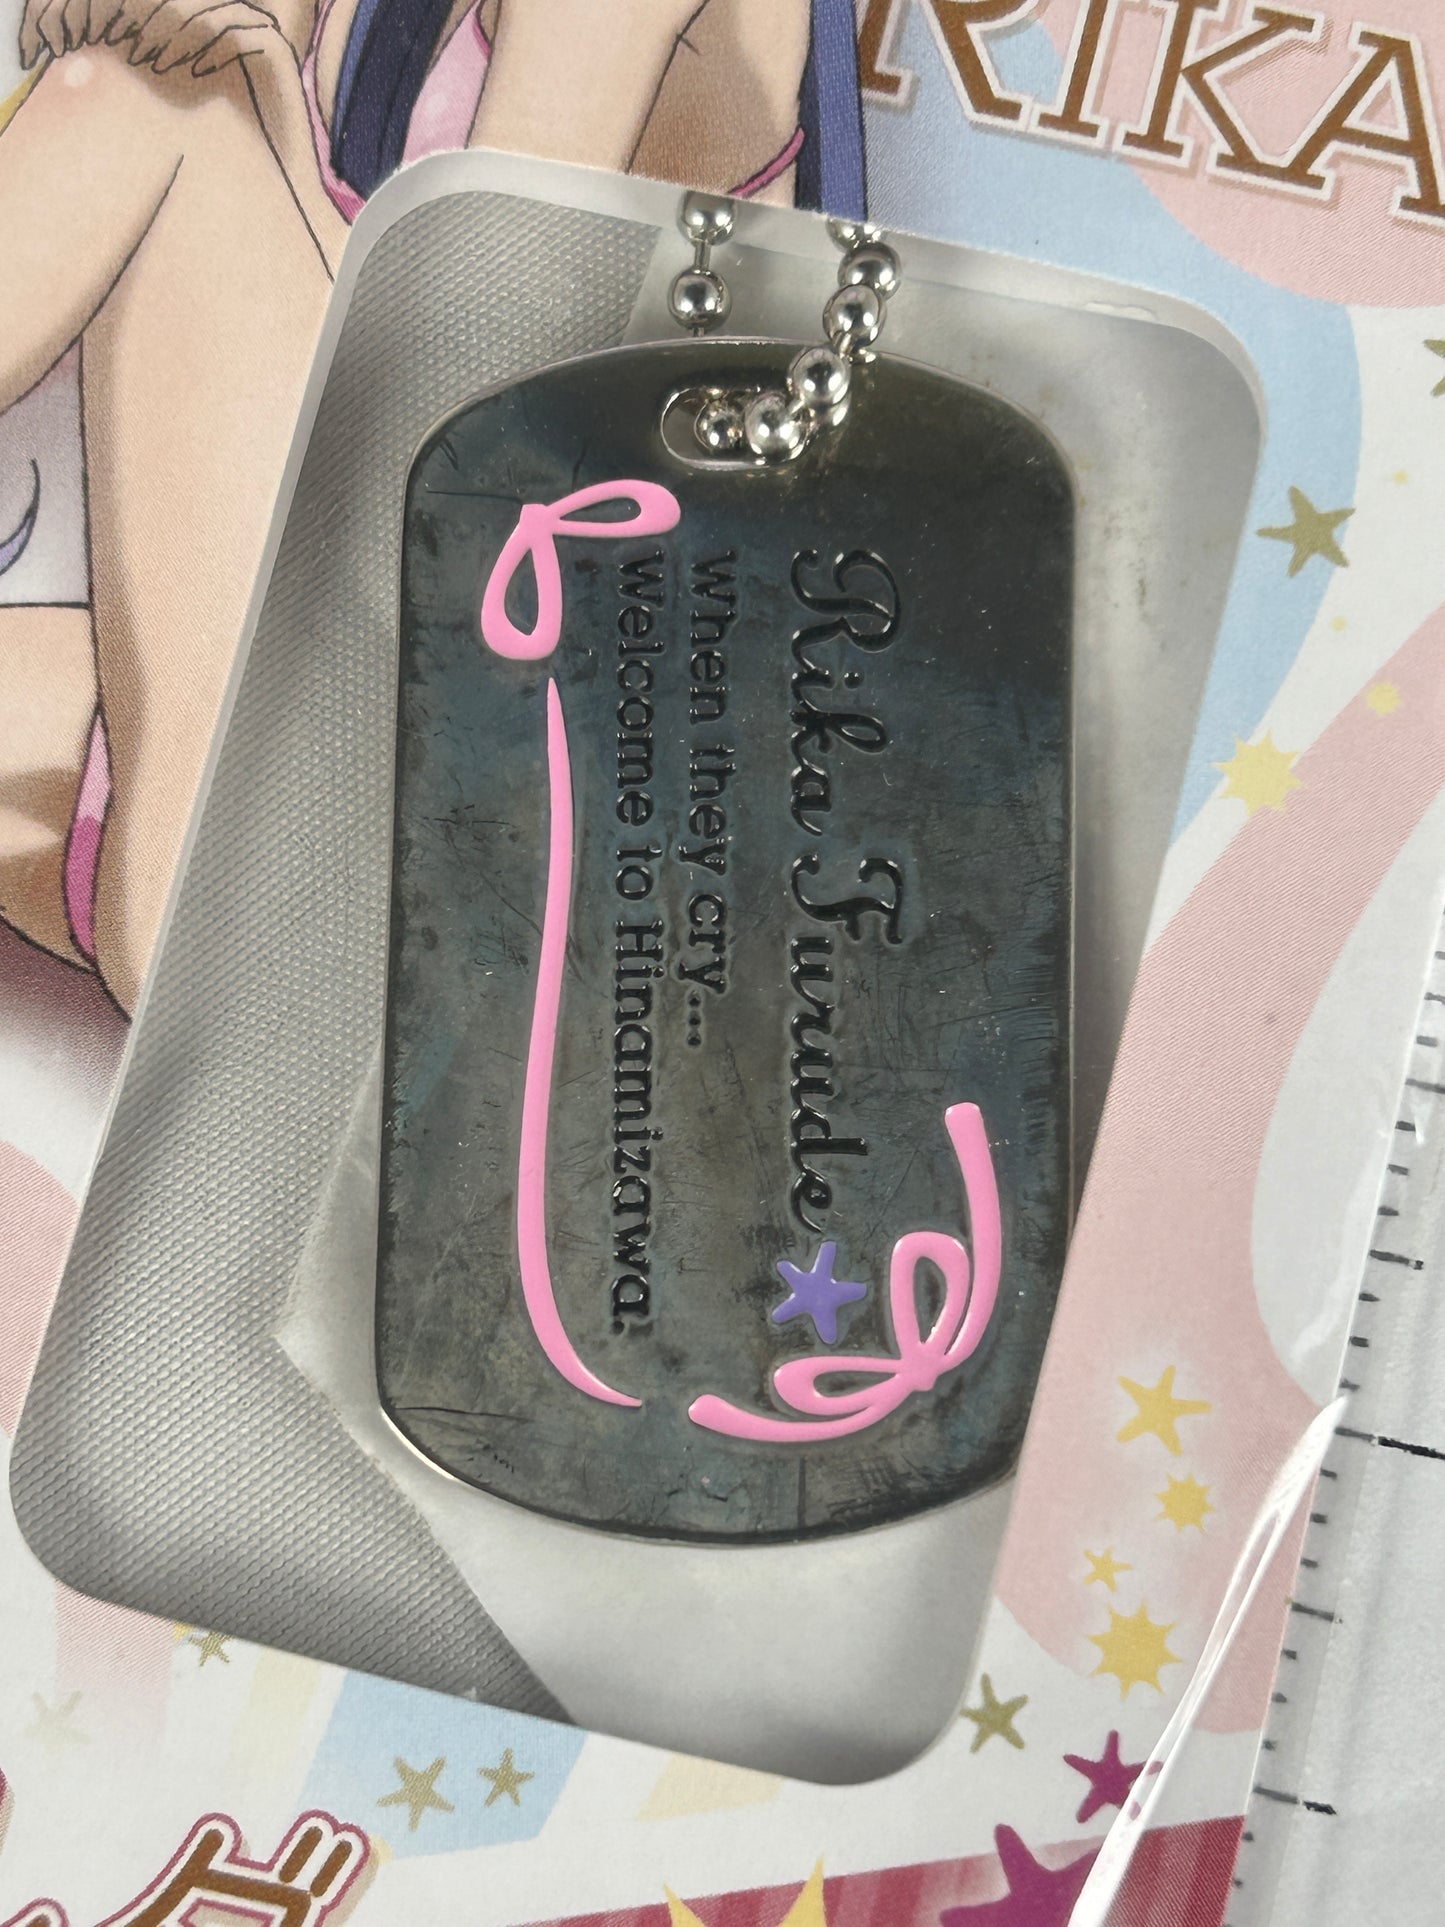 RIKA
Rika Furude
When they cry...
Welcome to Hinamizawa.